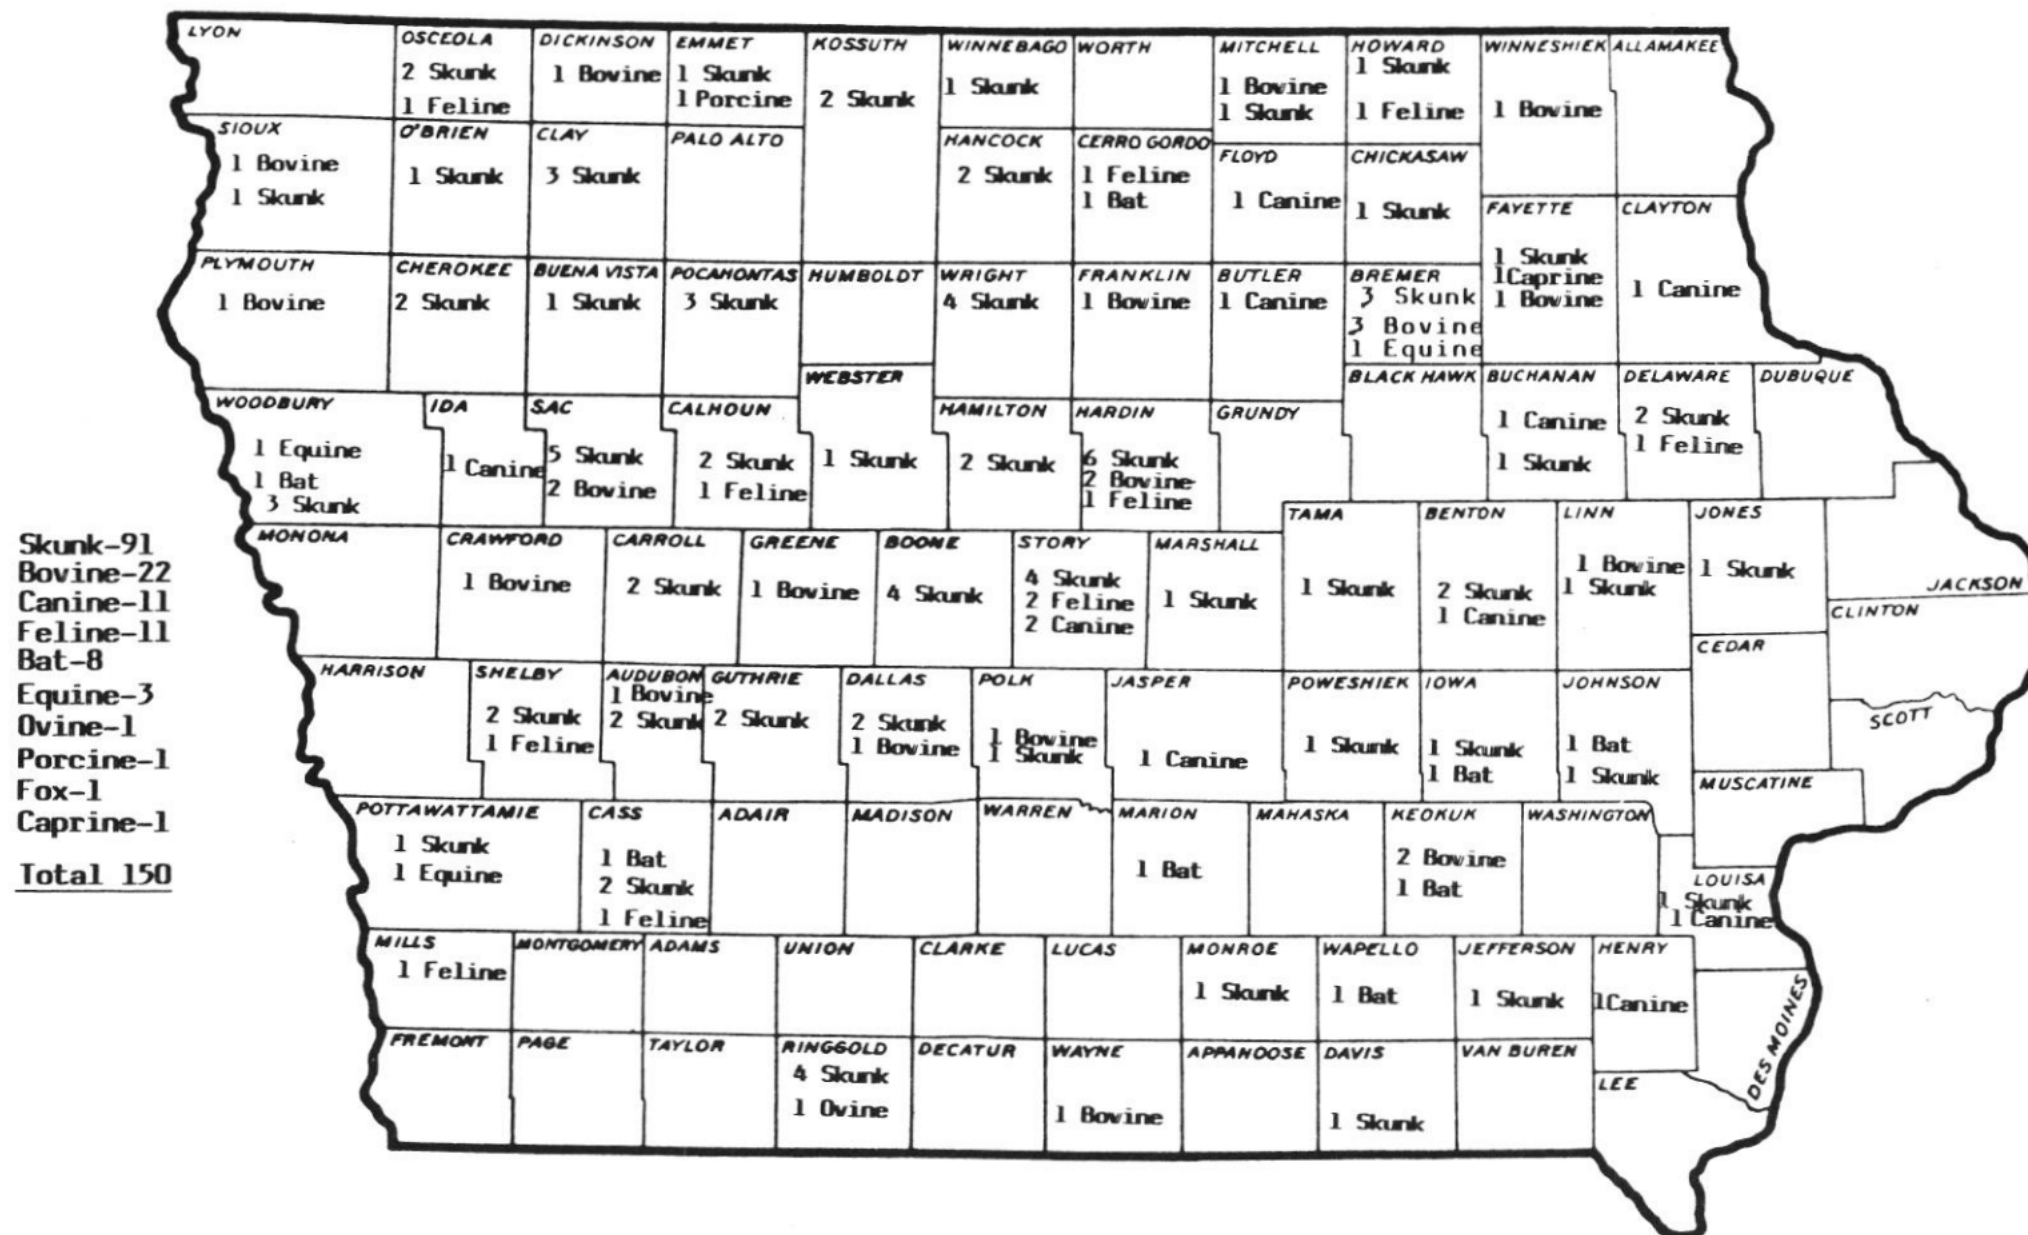 LYON
OSCEOLA
2 Skunk
1 Feline
DICKINSON
1 Bovine
EMMET
1 Skunk
1 Porcine
KOSSUTH
2 Skunk
WINNEBAGO
1 Skunk
WORTH
MITCHELL
1 Bovine
1 Skunk
HOWARD
1 Skunk
1 Feline
WINNESHIEK
1 Bovine
ALLAMAKEE
SIOUX
1 Bovine
1 Skunk
O'BRIEN
1 Skunk
CLAY
3 Skunk
PALO ALTO
HANCOCK
2 Skunk
CERRO GORDO
1 Feline
1 Bat
FLOYD
1 Canine
CHICKASAW
1 Skunk
FAYETTE
1 Skunk
1Caprine
1 Bovine
CLAYTON
1 Canine
PLYMOUTH
1 Bovine
CHEROKEE
2 Skunk
BUENA VISTA
1 Skunk
POCAHONTAS
3 Skunk
HUMBOLDT
WRIGHT
4 Skunk
FRANKLIN
1 Bovine
BUTLER
1 Canine
BREMER
3 Skunk
3 Bovine
1 Equine
WOODBURY
1 Equine
1 Bat
3 Skunk
IDA
1 Canine
SAC
5 Skunk
2 Bovine
CALHOUN
2 Skunk
1 Feline
WEBSTER
1 Skunk
HAMILTON
2 Skunk
HARDIN
6 Skunk
2 Bovine
1 Feline
GRUNDY
BLACK HAWK
BUCHANAN
1 Canine
1 Skunk
DELAWARE
2 Skunk
1 Feline
DUBUQUE
MONONA
CRAWFORD
1 Bovine
CARROLL
2 Skunk
GREENE
1 Bovine
BOONE
4 Skunk
STORY
4 Skunk
2 Feline
2 Canine
MARSHALL
1 Skunk
TAMA
1 Skunk
BENTON
2 Skunk
1 Canine
LINN
1 Bovine
1 Skunk
JONES
1 Skunk
JACKSON
CLINTON
CEDAR
SCOTT
HARRISON
SHELBY
2 Skunk
1 Feline
AUDUBON
1 Bovine
2 Skunk
GUTHRIE
2 Skunk
DALLAS
2 Skunk
1 Bovine
POLK
1 Bovine
1 Skunk
JASPER
1 Canine
POWESHIEK
1 Skunk
IOWA
1 Skunk
1 Bat
JOHNSON
1 Bat
1 Skunk
MUSCATINE
POTTAWATTAMIE
1 Skunk
1 Equine
CASS
1 Bat
2 Skunk
1 Feline
ADAIR
MADISON
WARREN
MARION
1 Bat
MAHASKA
KEOKUK
2 Bovine
1 Bat
WASHINGTON
LOUISA
1 Skunk
1 Canine
MILLS
1 Feline
MONTGOMERY
ADAMS
UNION
CLARKE
LUCAS
MONROE
1 Skunk
WAPELLO
1 Bat
JEFFERSON
1 Skunk
HENRY
1Canine
DES MOINES
FREMONT
PAGE
TAYLOR
RINGGOLD
4 Skunk
1 Ovine
DECATUR
WAYNE
1 Bovine
APPANOOSE
DAVIS
1 Skunk
VAN BUREN
LEE
Skunk-91
Bovine-22
Canine-11
Feline-11
Bat-8
Equine-3
Ovine-1
Porcine-1
Fox-1
Caprine-1
Total 150